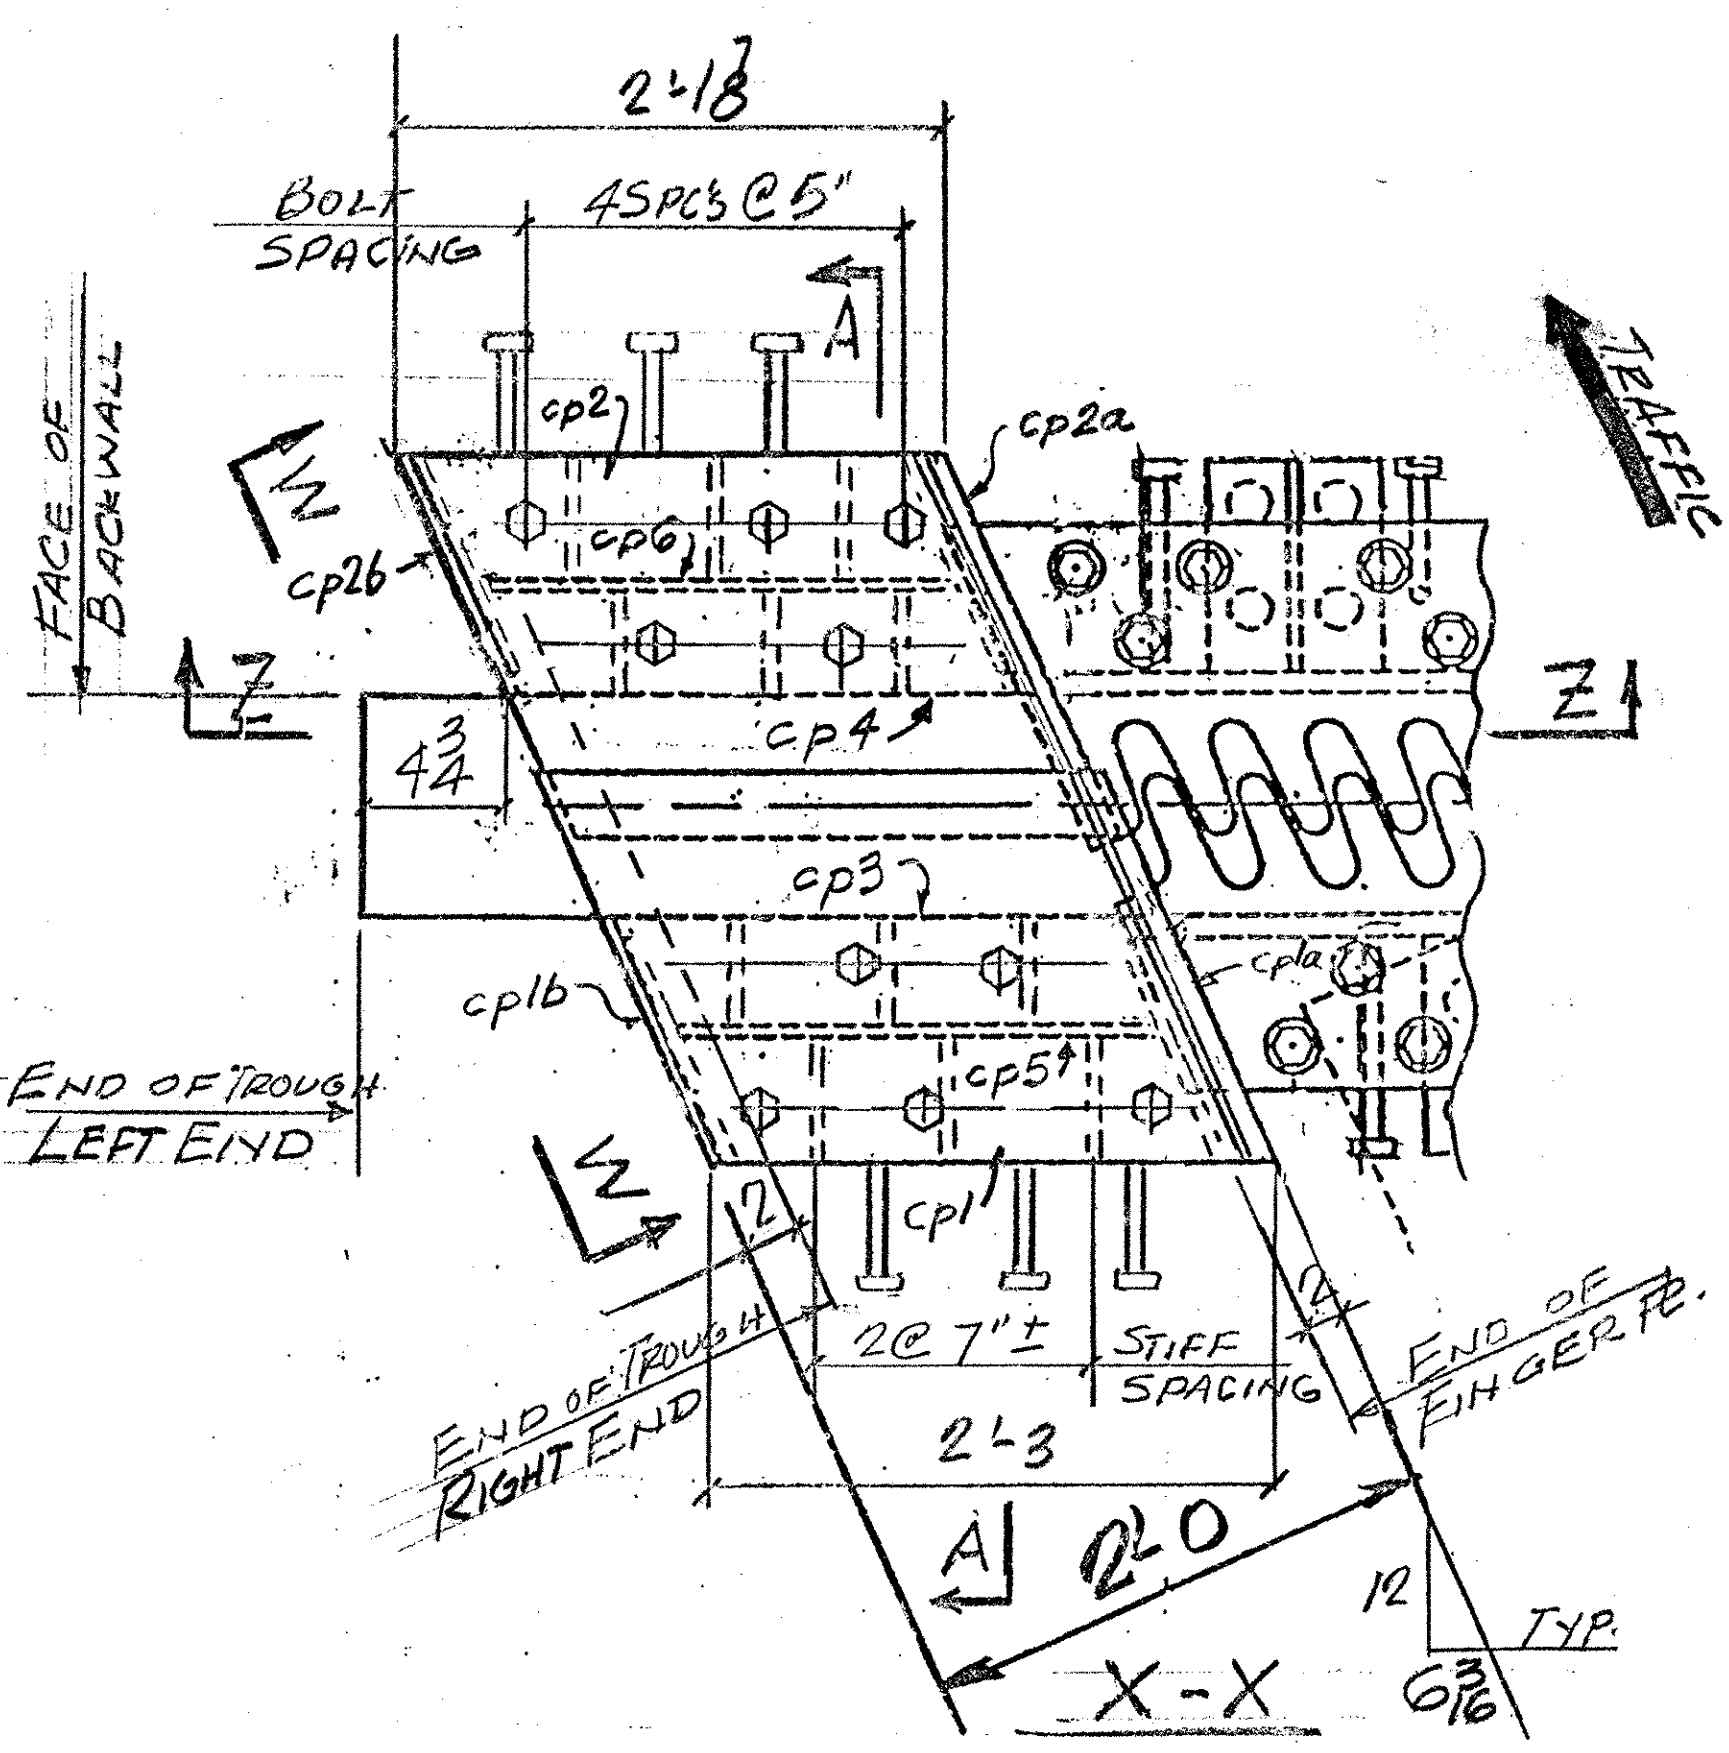 2'-1 7/8
BOLT
SPACING
4 SPC'S @ 5"
A
FACE OF
BACKWALL
TRAFFIC
cp2
cp2a
W
cp6
cp2b
Z
Z
cp4
4 3/4
cp3
cp1a
cp1b
cp5
END OF TROUGH
LEFT END
W
cp1
2
2
END OF TROUGH
RIGHT END
2 @ 7" ±
STIFF
SPACING
END OF
FINGER PL.
2'-3
A
2'-0
12
TYP.
6 3/16
X-X